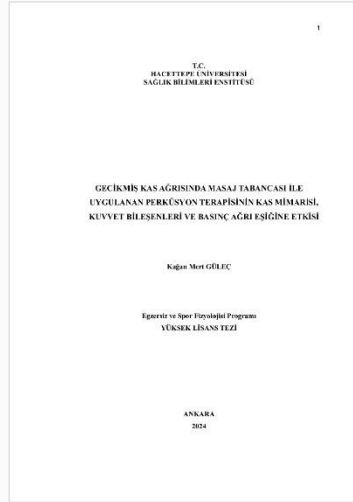 1
T.C.
HACETTEPE ÜNİVERSİTESİ
SAĞLIK BİLİMLERİ ENSTİTÜSÜ
GECİKMİŞ KAS AĞRISINDA MASAJ TABANCASI İLE
UYGULANAN PERKÜSYON TERAPİSİNİN KAS MİMARİSİ,
KUVVET BİLEŞENLERİ VE BASINÇ AĞRI EŞİĞİNE ETKİSİ
Kağan Mert GÜLEÇ
Egzersiz ve Spor Fizyolojisi Programı
YÜKSEK LİSANS TEZİ
ANKARA
2024